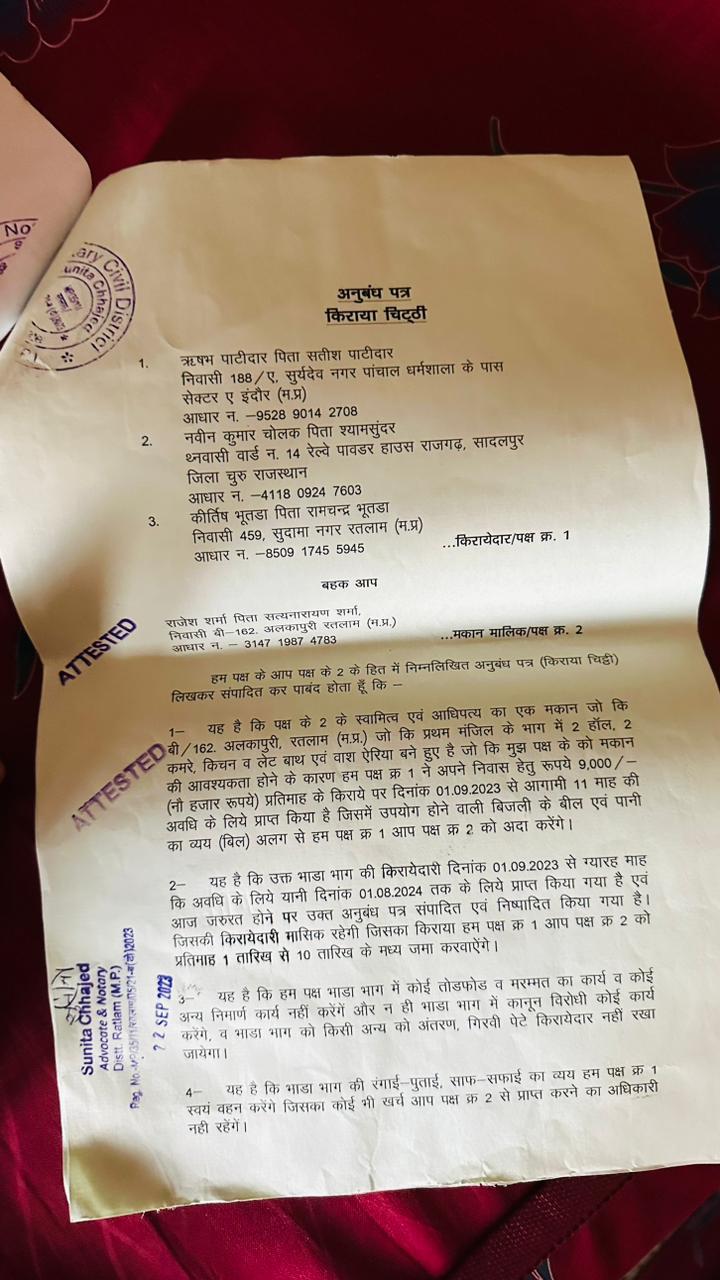 No
ary Civil District
unita Chhajed
अनुबंध पत्र
किराया चिट्ठी
1. ऋषभ पाटीदार पिता सतीश पाटीदार
निवासी 188/ए, सुर्यदेव नगर पांचाल धर्मशाला के पास
सेक्टर ए इंदौर (म.प्र)
आधार न. –9528 9014 2708
2. नवीन कुमार चोलक पिता श्यामसुंदर
थ्नवासी वार्ड न. 14 रेल्वे पावडर हाउस राजगढ़, सादलपुर
जिला चुरु राजस्थान
आधार न. –4118 0924 7603
3. कीर्तिष भूतडा पिता रामचन्द्र भूतडा
निवासी 459, सुदामा नगर रतलाम (म.प्र)
आधार न. –8509 1745 5945 ...किरायेदार/पक्ष क्र. 1
बहक आप
राजेश शर्मा पिता सत्यनारायण शर्मा,
निवासी बी–162. अलकापुरी रतलाम (म.प्र.)
आधार न. – 3147 1987 4783 ...मकान मालिक/पक्ष क्र. 2
हम पक्ष के आप पक्ष के 2 के हित में निम्नलिखित अनुबंध पत्र (किराया चिठ्ठी)
लिखकर संपादित कर पाबंद होता हूँ कि –
1– यह है कि पक्ष के 2 के स्वामित्व एवं आधिपत्य का एक मकान जो कि
बी/162. अलकापुरी, रतलाम (म.प्र.) जो कि प्रथम मंजिल के भाग में 2 हॉल, 2
कमरे, किचन व लेट बाथ एवं वाश ऐरिया बने हुए है जो कि मुझ पक्ष के को मकान
की आवश्यकता होने के कारण हम पक्ष क्र 1 ने अपने निवास हेतु रूपये 9,000/–
(नौ हजार रूपये) प्रतिमाह के किराये पर दिनांक 01.09.2023 से आगामी 11 माह की
अवधि के लिये प्राप्त किया है जिसमें उपयोग होने वाली बिजली के बील एवं पानी
का व्यय (बिल) अलग से हम पक्ष क्र 1 आप पक्ष क्र 2 को अदा करेंगे।
2– यह है कि उक्त भाडा भाग की किरायेदारी दिनांक 01.09.2023 से ग्यारह माह
कि अवधि के लिये यानी दिनांक 01.08.2024 तक के लिये प्राप्त किया गया है एवं
आज जरुरत होने पर उक्त अनुबंध पत्र संपादित एवं निष्पादित किया गया है।
जिसकी किरायेदारी मासिक रहेगी जिसका किराया हम पक्ष क्र 1 आप पक्ष क्र 2 को
प्रतिमाह 1 तारिख से 10 तारिख के मध्य जमा करवाऐंगे।
3– यह है कि हम पक्ष भाडा भाग में कोई तोडफोड व मरम्मत का कार्य व कोई
अन्य निमार्ण कार्य नहीं करेंगें और न ही भाडा भाग में कानून विरोधी कोई कार्य
करेंगे, व भाडा भाग को किसी अन्य को अंतरण, गिरवी पेटे किरायेदार नहीं रखा
जायेगा।
4– यह है कि भाडा भाग की रंगाई–पुताई, साफ–सफाई का व्यय हम पक्ष क्र 1
स्वयं वहन करेंगे जिसका कोई भी खर्च आप पक्ष क्र 2 से प्राप्त करने का अधिकारी
नही रहेंगें।
ATTESTED
ATTESTED
Sunita Chhajed
Advocate & Notary
Distt. Ratlam (M.P.)
2 2 SEP 2023